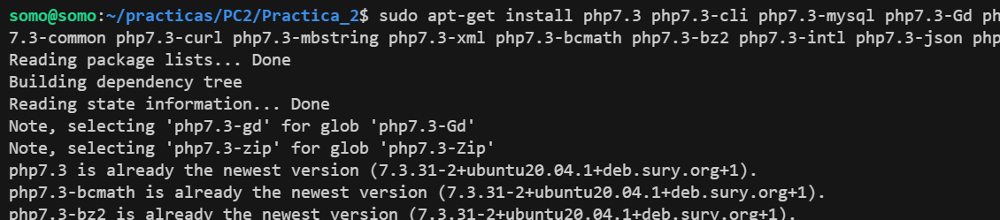 somo@somo:~/practicas/PC2/Practica_2$ sudo apt-get install php7.3 php7.3-cli php7.3-mysql php7.3-Gd ph
7.3-common php7.3-curl php7.3-mbstring php7.3-xml php7.3-bcmath php7.3-bz2 php7.3-intl php7.3-json php
Reading package lists... Done
Building dependency tree
Reading state information... Done
Note, selecting 'php7.3-gd' for glob 'php7.3-Gd'
Note, selecting 'php7.3-zip' for glob 'php7.3-Zip'
php7.3 is already the newest version (7.3.31-2+ubuntu20.04.1+deb.sury.org+1).
php7.3-bcmath is already the newest version (7.3.31-2+ubuntu20.04.1+deb.sury.org+1).
php7.3-bz2 is already the newest version (7.3.31-2+ubuntu20.04.1+deb.sury.org+1).